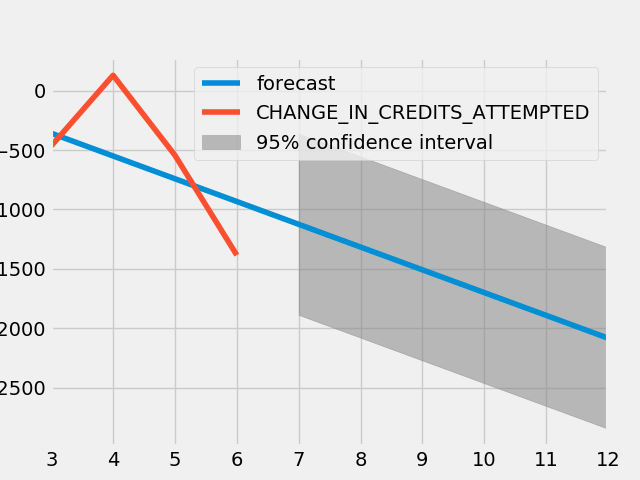 forecast
CHANGE_IN_CREDITS_ATTEMPTED
95% confidence interval
0
−500
1000
1500
2000
2500
3 4 5 6 7 8 9 10 11 12